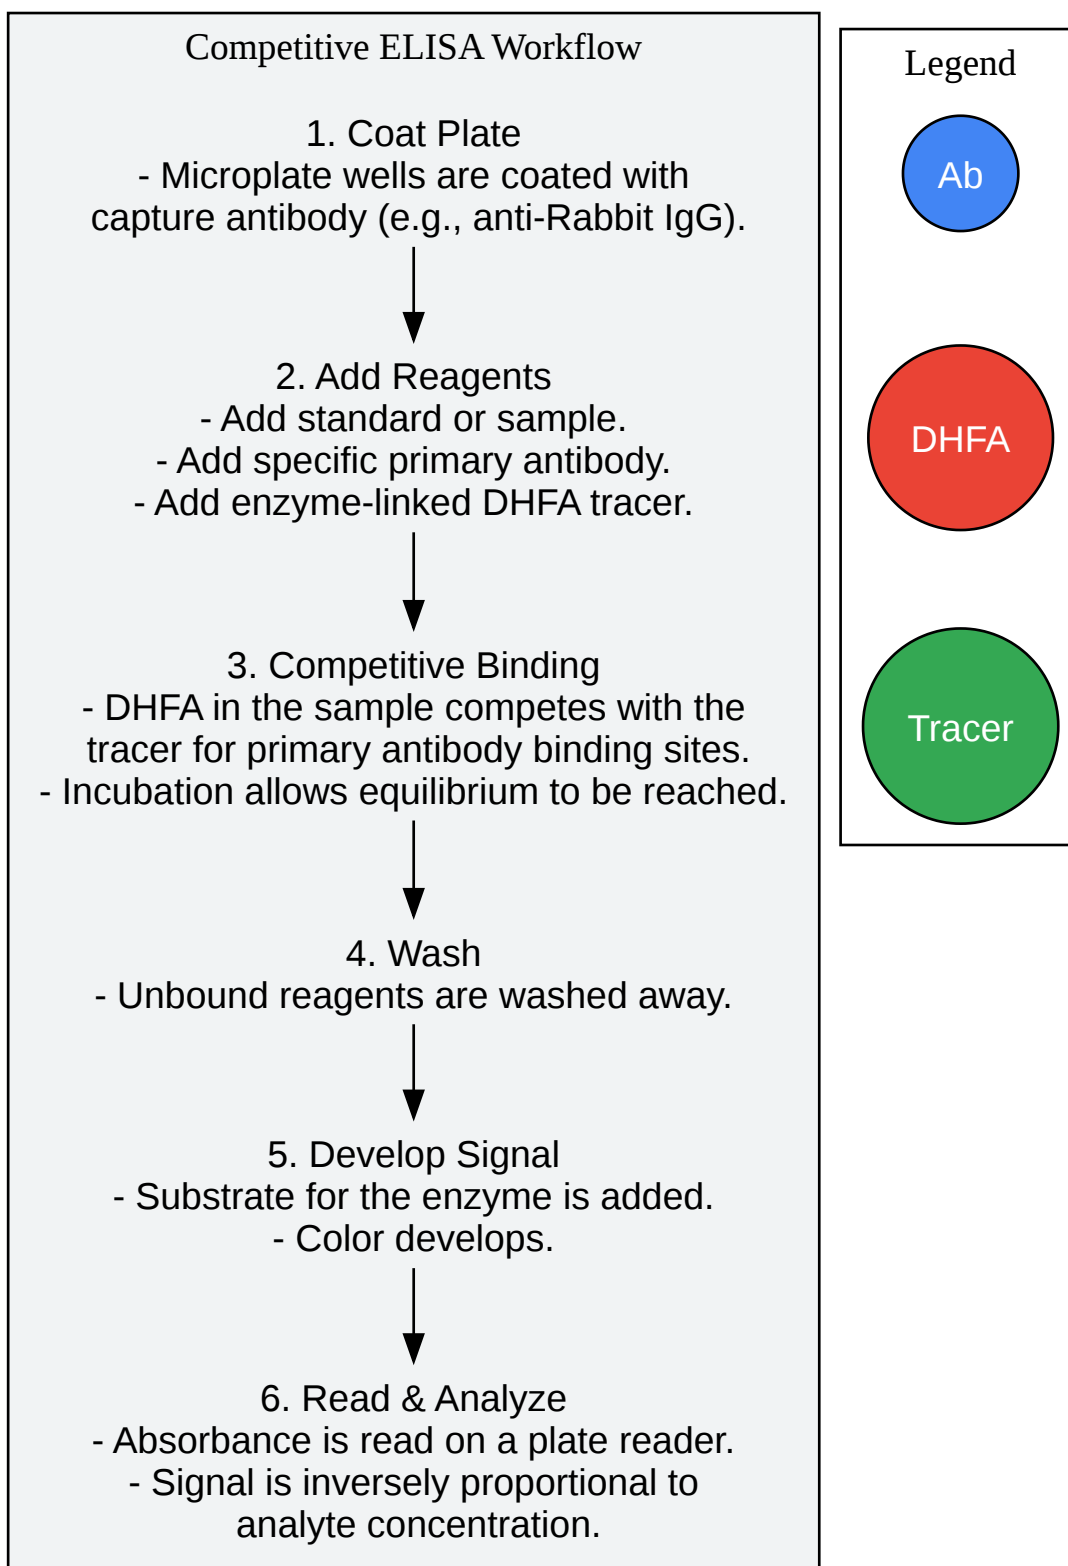 Competitive ELISA Workflow
1. Coat Plate
- Microplate wells are coated with
capture antibody (e.g., anti-Rabbit IgG).
2. Add Reagents
- Add standard or sample.
- Add specific primary antibody.
- Add enzyme-linked DHFA tracer.
3. Competitive Binding
- DHFA in the sample competes with the
tracer for primary antibody binding sites.
- Incubation allows equilibrium to be reached.
4. Wash
- Unbound reagents are washed away.
5. Develop Signal
- Substrate for the enzyme is added.
- Color develops.
6. Read & Analyze
- Absorbance is read on a plate reader.
- Signal is inversely proportional to
analyte concentration.
Legend
Ab
DHFA
Tracer